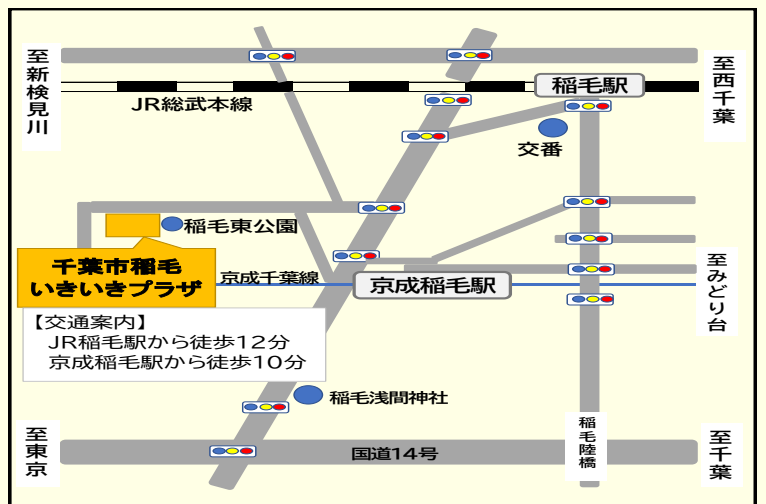 至新検見川
至西千葉
稲毛駅
JR総武本線
交番
稲毛東公園
千葉市稲毛
いきいきプラザ
京成千葉線
京成稲毛駅
至みどり台
【交通案内】
JR稲毛駅から徒歩12分
京成稲毛駅から徒歩10分
稲毛浅間神社
稲毛陸橋
至東京
国道14号
至千葉